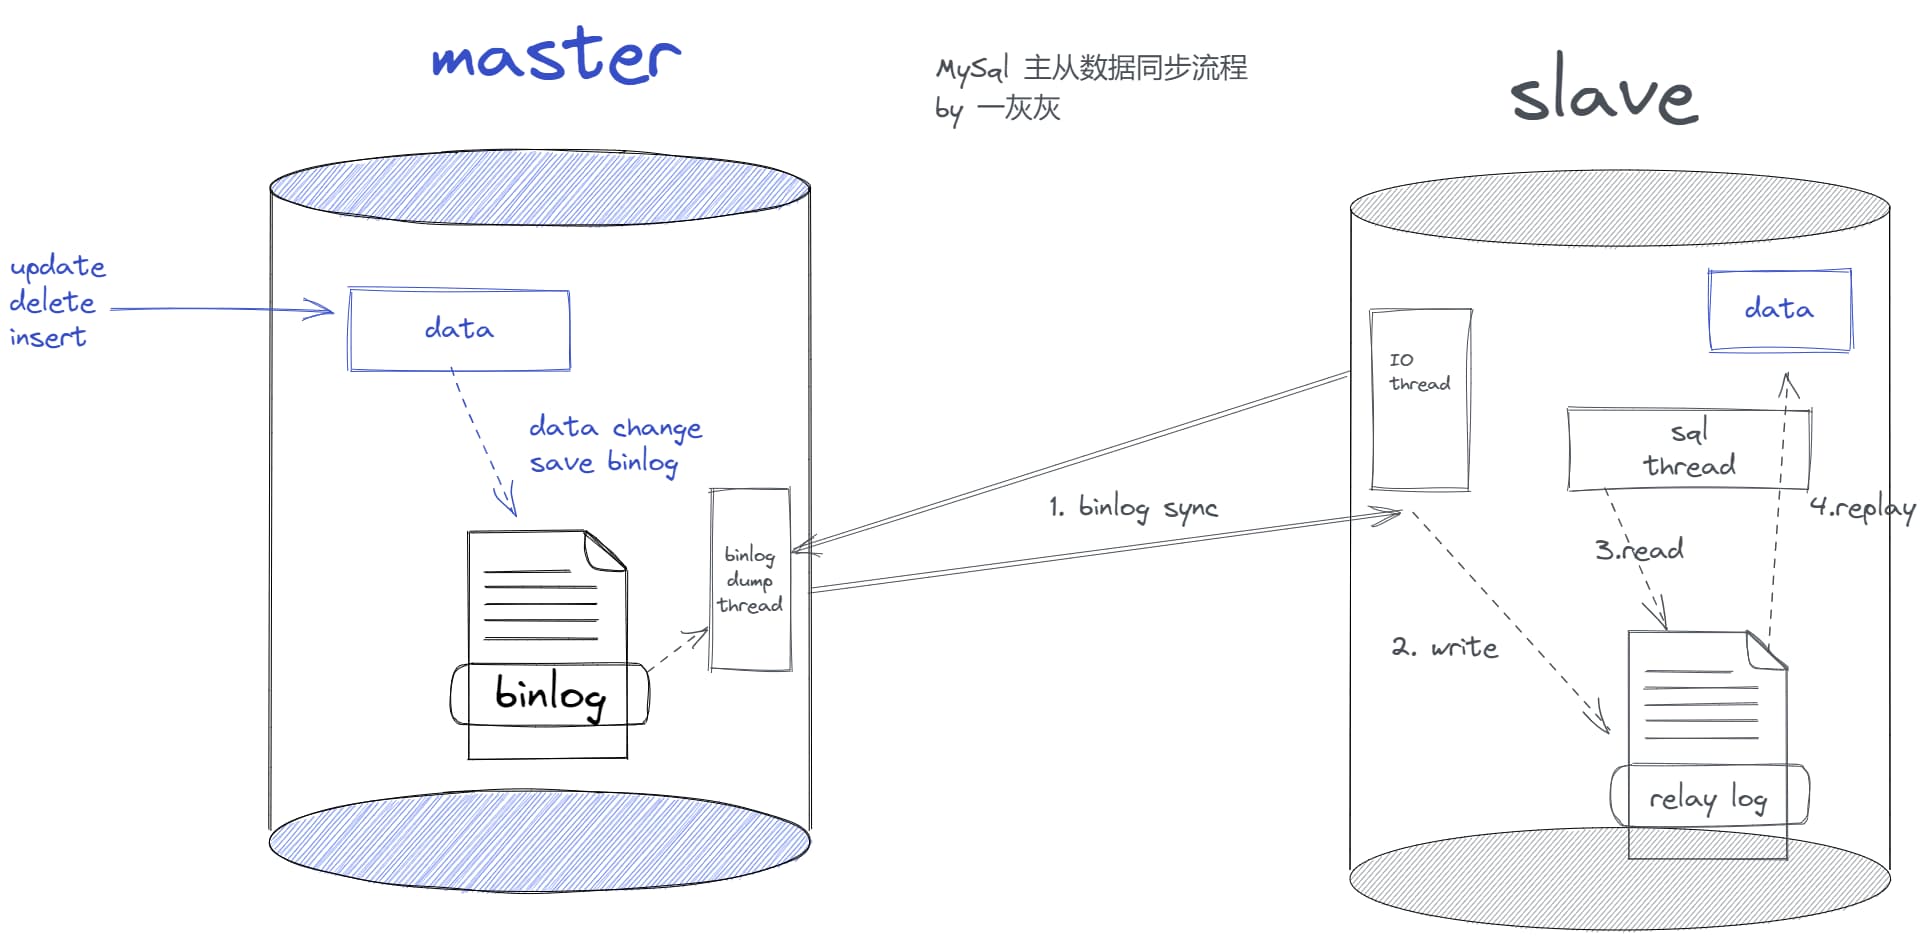 master
MySql 主从数据同步流程
by 一灰灰
slave
update
delete
insert
data
data change
save binlog
binlog
binlog
dump
thread
1. binlog sync
IO
thread
data
sql
thread
2. write
3.read
4.replay
relay log